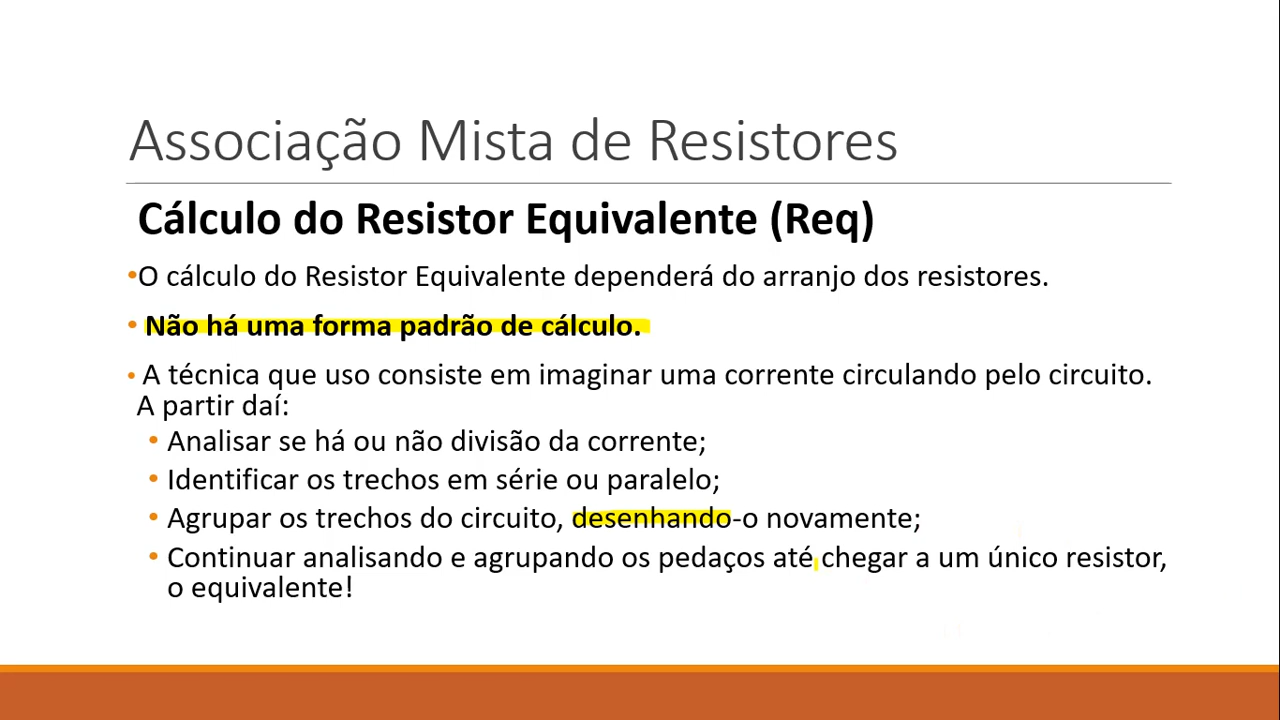 Associação Mista de Resistores
Cálculo do Resistor Equivalente (Req)
•O cálculo do Resistor Equivalente dependerá do arranjo dos resistores.
• Não há uma forma padrão de cálculo.
• A técnica que uso consiste em imaginar uma corrente circulando pelo circuito.
A partir daí:
• Analisar se há ou não divisão da corrente;
• Identificar os trechos em série ou paralelo;
• Agrupar os trechos do circuito, desenhando-o novamente;
• Continuar analisando e agrupando os pedaços até chegar a um único resistor,
o equivalente!